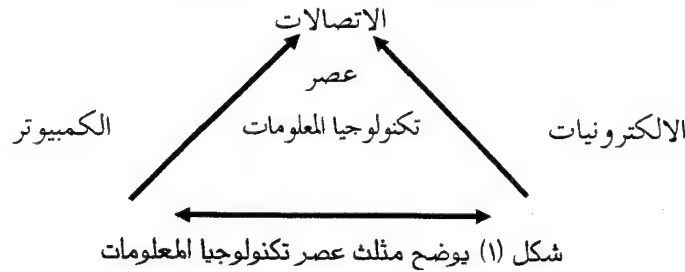 الاتصالات
عصر
تكنولوجيا المعلومات
الالكترونيات
الكمبيوتر
شكل (١) يوضح مثلث عصر تكنولوجيا المعلومات